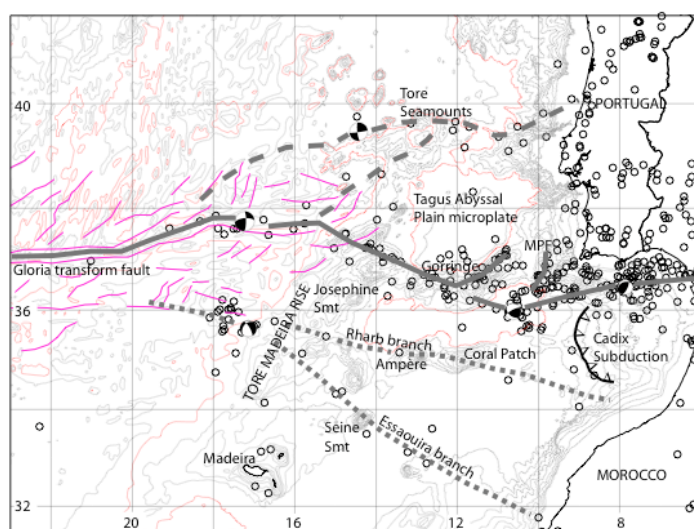 40
Tore
Seamounts
PORTUGAL
Tagus Abyssal
Plain microplate
MPF
Gloria transform fault
Gorringe
Josephine
Smt
36
TORE MADEIRA RISE
Rharb branch
Ampère
Coral Patch
Cadix
Subduction
Seine
Smt
Essaouira branch
Madeira
MOROCCO
32
20
16
12
8